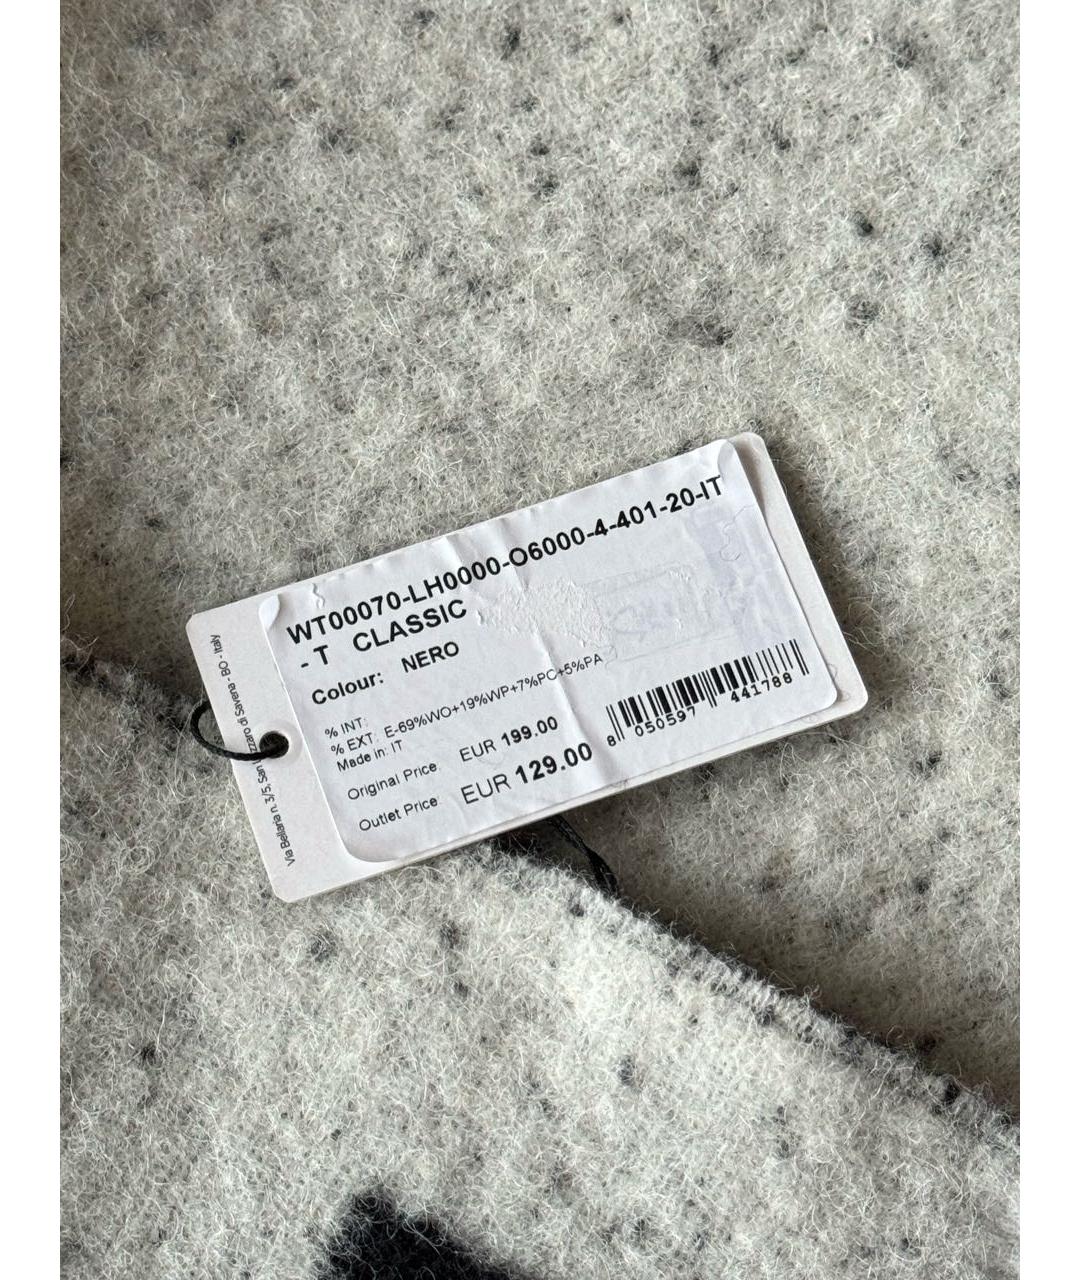 WT00070-LH0000-O6000-4-401-20-IT
- T CLASSIC
Colour: NERO
% INT:
% EXT: E-69%WO+19%WP+7%PC+5%PA
Made in: IT
Original Price: EUR 199.00
Outlet Price: EUR 129.00
8 050597 441788
Via Bellaria n. 3/5, San di Savena - BO - Italy